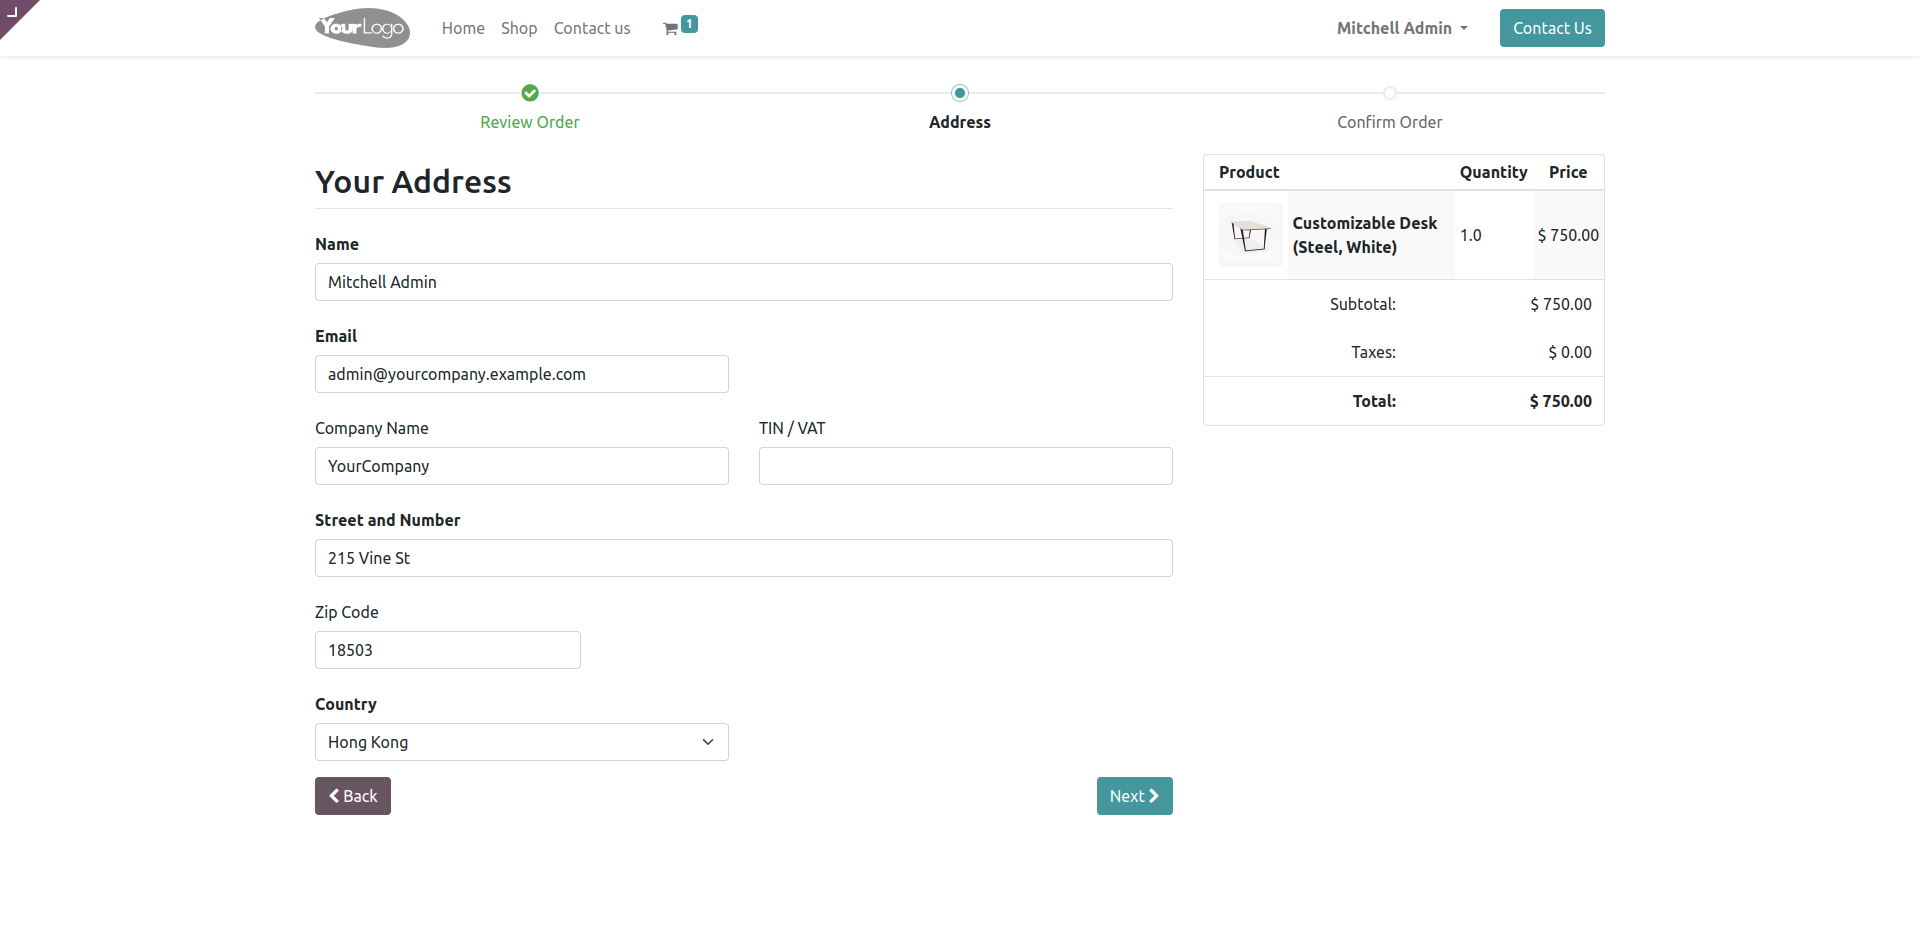 YourLogo
Home
Shop
Contact us
1
Mitchell Admin
Contact Us
Review Order
Address
Confirm Order
Your Address
Name
Mitchell Admin
Email
admin@yourcompany.example.com
Company Name
TIN / VAT
YourCompany
Street and Number
215 Vine St
Zip Code
18503
Country
Hong Kong
Back
Next
Product Quantity Price
Customizable Desk
(Steel, White)
1.0
$ 750.00
Subtotal: $ 750.00
Taxes: $ 0.00
Total: $ 750.00